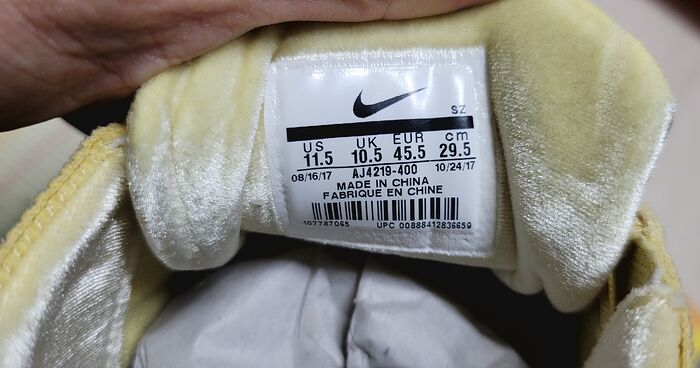 SZ
US UK EUR cm
11.5 10.5 45.5 29.5
08/16/17 AJ4219-400 10/24/17
MADE IN CHINA
FABRIQUE EN CHINE
107787065 UPC 00888412836659